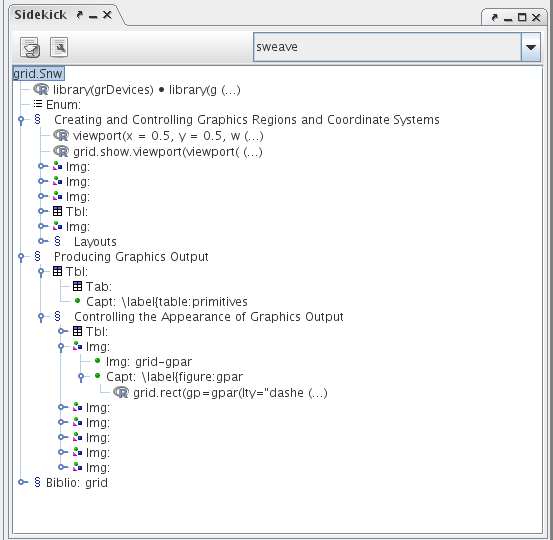 Sidekick
sweave
grid.Snw
library(grDevices) • library(g (...)
Enum:
§ Creating and Controlling Graphics Regions and Coordinate Systems
viewport(x = 0.5, y = 0.5, w (...)
grid.show.viewport(viewport( (...)
Img:
Img:
Img:
Tbl:
Img:
§ Layouts
§ Producing Graphics Output
Tbl:
Tab:
Capt: \label{table:primitives
§ Controlling the Appearance of Graphics Output
Tbl:
Img:
Img: grid-gpar
Capt: \label{figure:gpar
grid.rect(gp=gpar(lty="dashe (...)
Img:
Img:
Img:
Img:
Img:
§ Biblio: grid